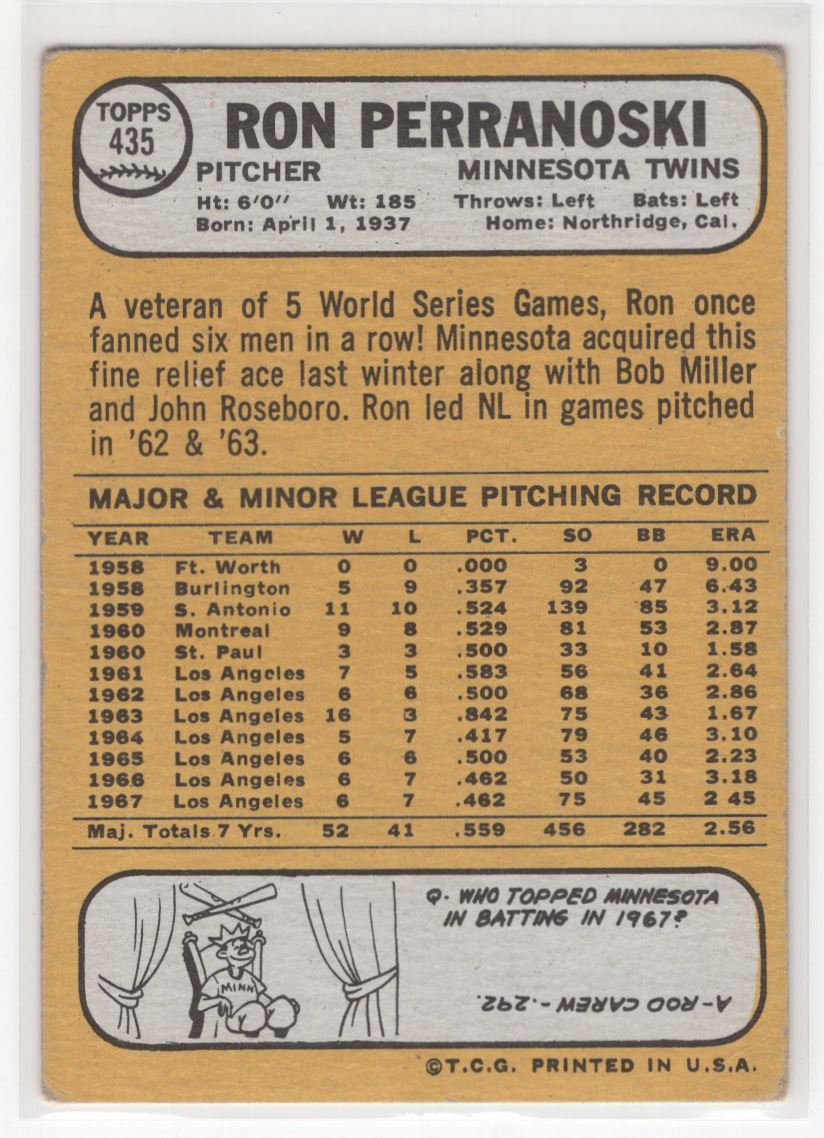 TOPPS
435
RON PERRANOSKI
PITCHER MINNESOTA TWINS
Ht: 6'0" Wt: 185 Throws: Left Bats: Left
Born: April 1, 1937 Home: Northridge, Cal.
A veteran of 5 World Series Games, Ron once
fanned six men in a row! Minnesota acquired this
fine relief ace last winter along with Bob Miller
and John Roseboro. Ron led NL in games pitched
in '62 & '63.
MAJOR & MINOR LEAGUE PITCHING RECORD
YEAR TEAM W L PCT. SO BB ERA
1958 Ft. Worth 0 0 .000 3 0 9.00
1958 Burlington 5 9 .357 92 47 6.43
1959 S. Antonio 11 10 .524 139 85 3.12
1960 Montreal 9 8 .529 81 53 2.87
1960 St. Paul 3 3 .500 33 10 1.58
1961 Los Angeles 7 5 .583 56 41 2.64
1962 Los Angeles 6 6 .500 68 36 2.86
1963 Los Angeles 16 3 .842 75 43 1.67
1964 Los Angeles 5 7 .417 79 46 3.10
1965 Los Angeles 6 6 .500 53 40 2.23
1966 Los Angeles 6 7 .462 50 31 3.18
1967 Los Angeles 6 7 .462 75 45 2 45
Maj. Totals 7 Yrs. 52 41 .559 456 282 2.56
Q- WHO TOPPED MINNESOTA
IN BATTING IN 1967?
MINN
A-ROD CAREW-.292.
©T.C.G. PRINTED IN U.S.A.